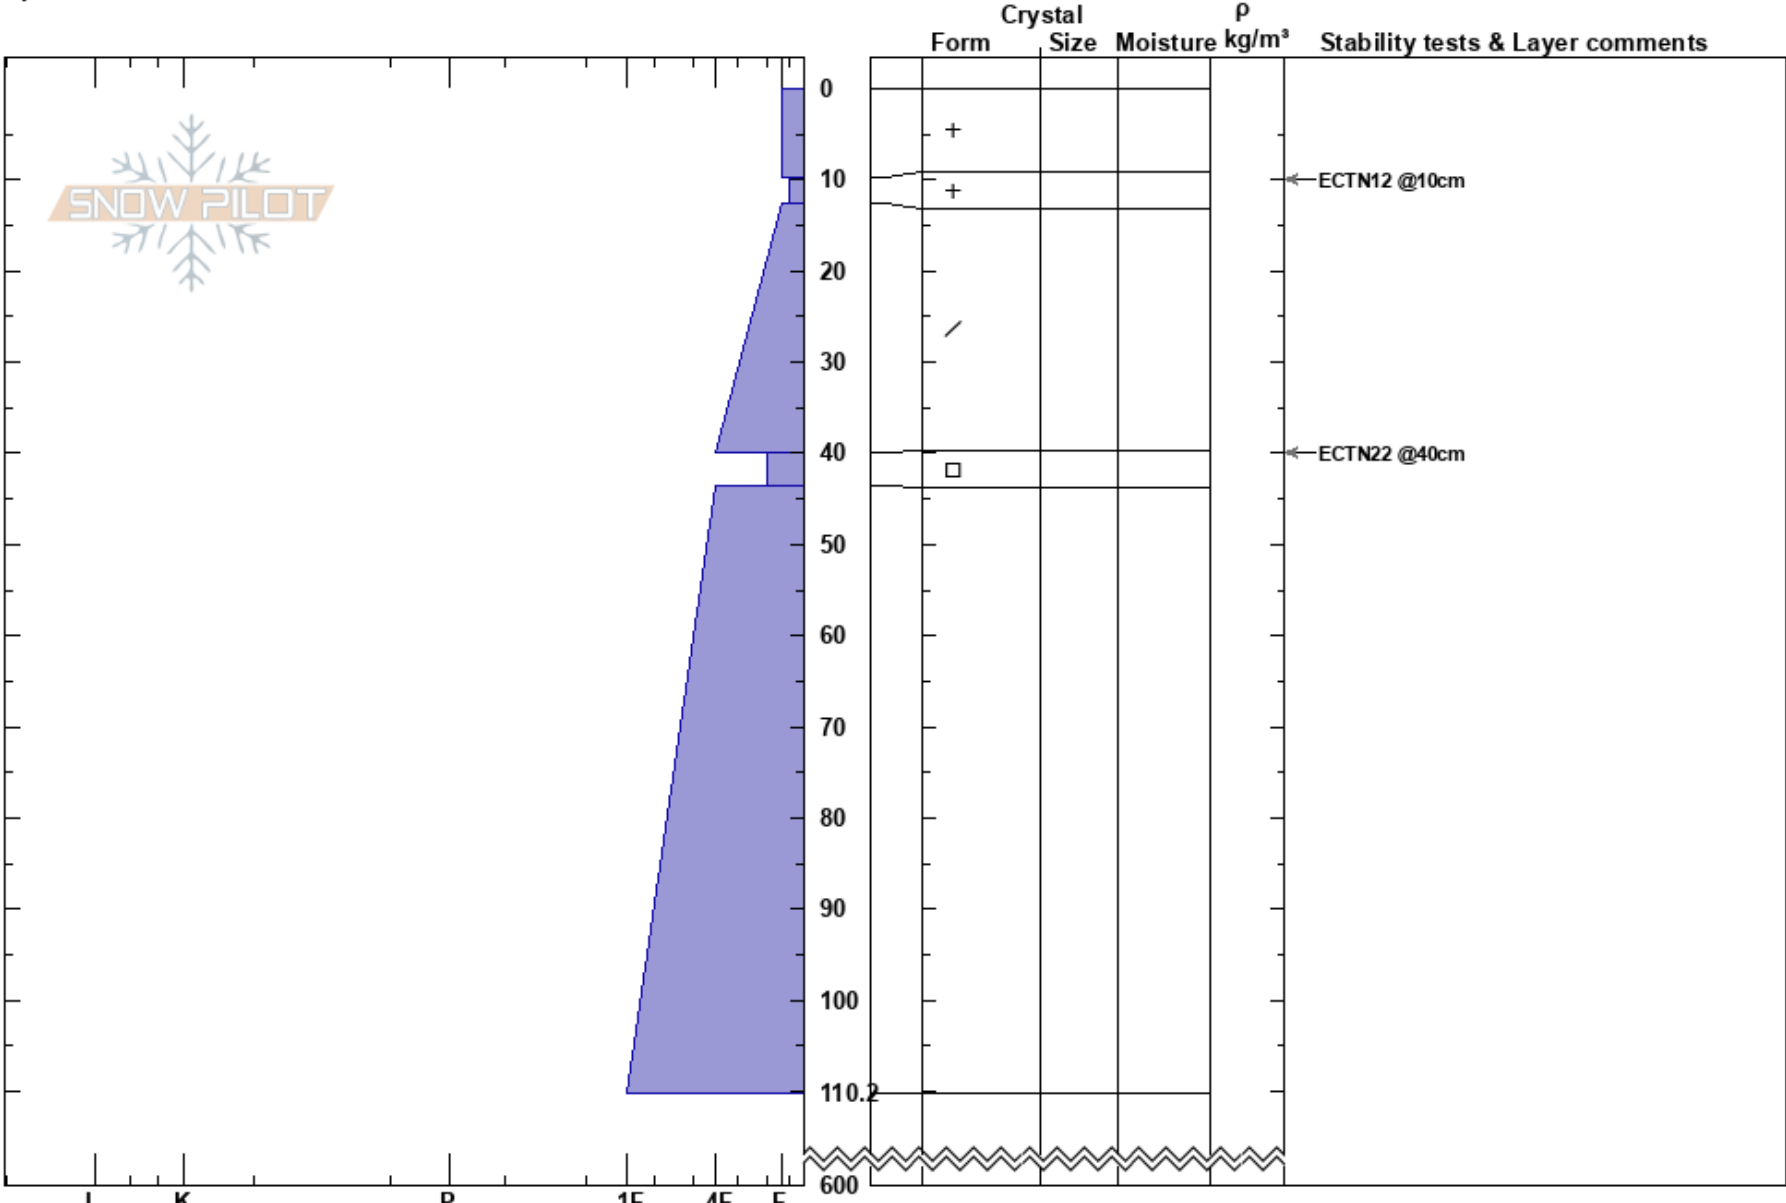 Crystal ρ
Form Size Moisture kg/m³ Stability tests & Layer comments
0
+
SNOW PILOT
10
ECTN12 @10cm
+
20
30
40
ECTN22 @40cm
50
60
70
80
90
100
110.2
600
I K P 1F 4F F